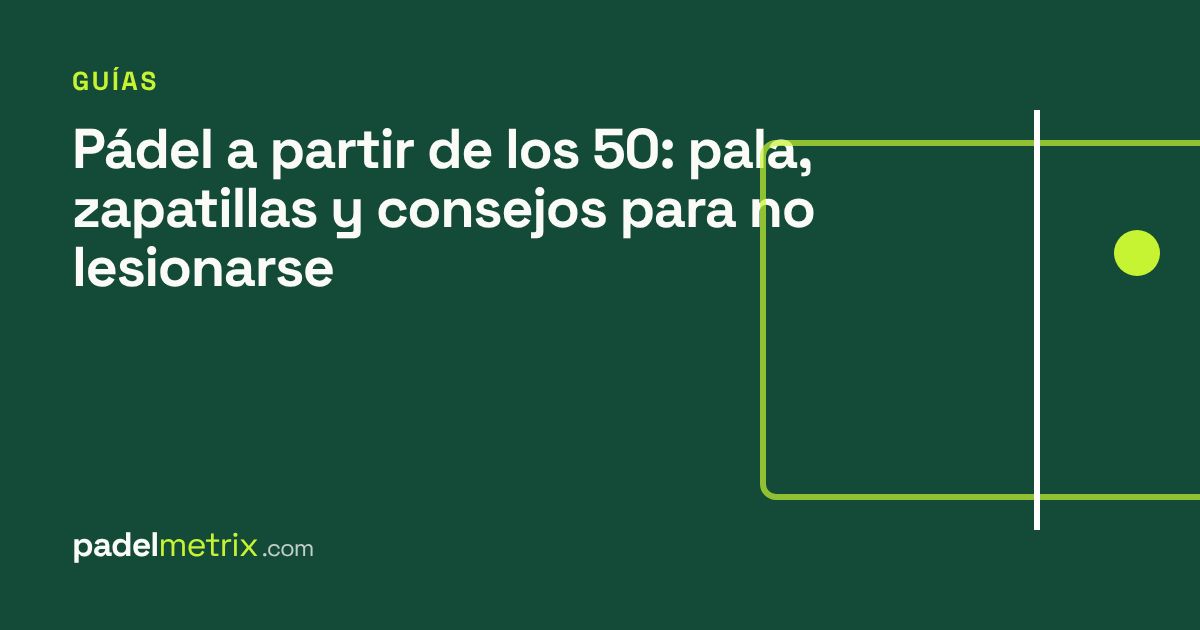 GUÍAS
Pádel a partir de los 50: pala,
zapatillas y consejos para no
lesionarse
padelmetrix.com